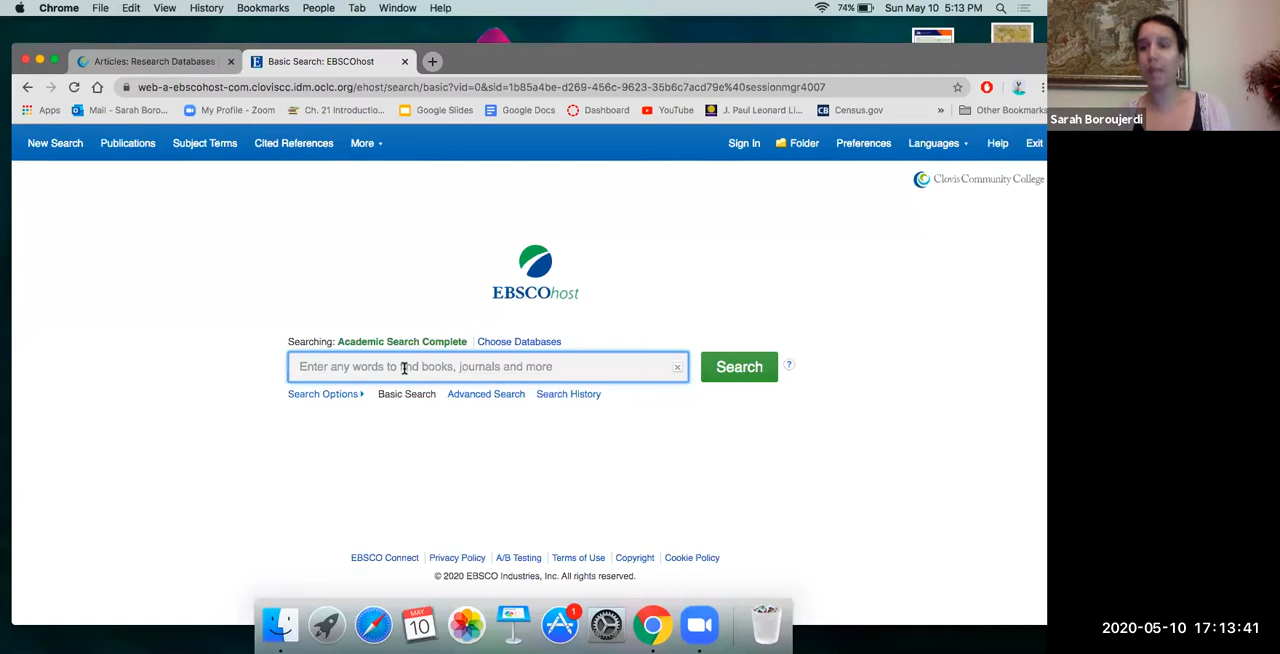 Chrome File Edit View History Bookmarks People Tab Window Help 74% Sun May 10 5:13 PM
Articles: Research Databases Basic Search: EBSCOhost
web-a-ebscohost-com.cloviscc.idm.oclc.org/ehost/search/basic?vid=0&sid=1b85a4be-d269-456c-9623-35b6c7acd79e%40sessionmgr4007
Apps Mail - Sarah Boro... My Profile - Zoom Ch. 21 Introductio... Google Slides Google Docs Dashboard YouTube J. Paul Leonard Li... Census.gov » Other Bookmarks
Sarah Boroujerdi
New Search Publications Subject Terms Cited References More Sign In Folder Preferences Languages Help Exit
Clovis Community College
EBSCOhost
Searching: Academic Search Complete Choose Databases
Enter any words to find books, journals and more
Search ?
Search Options Basic Search Advanced Search Search History
EBSCO Connect Privacy Policy A/B Testing Terms of Use Copyright Cookie Policy
© 2020 EBSCO Industries, Inc. All rights reserved.
MAY
10
1
2020-05-10 17:13:41